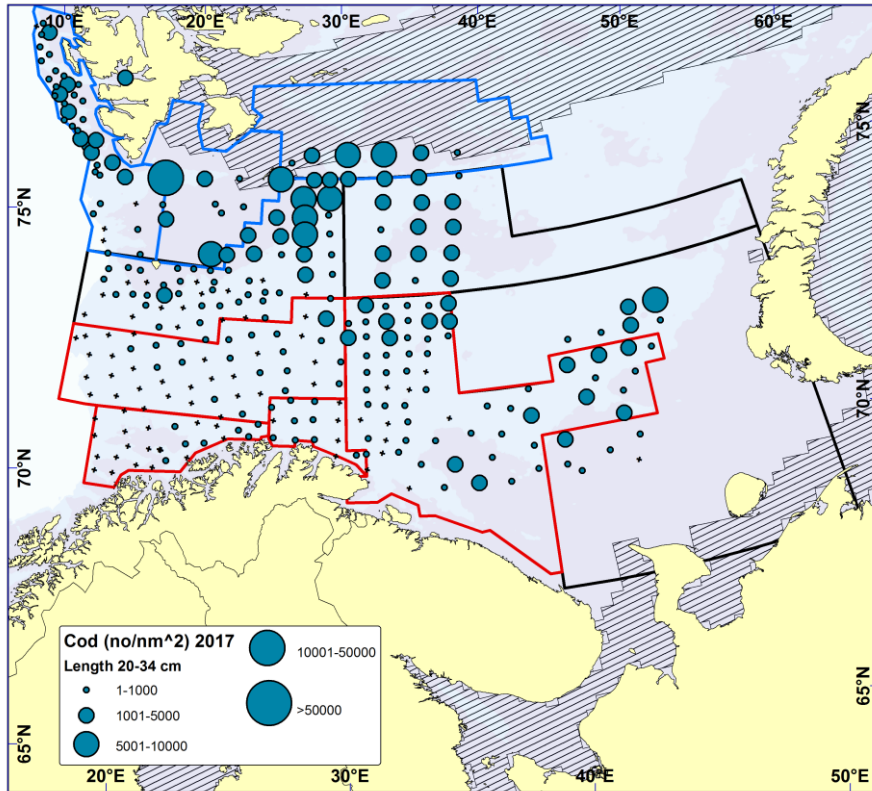 10°E 20°E 30°E 40°E 50°E 60°E
75°N 75°N
70°N 70°N
65°N 65°N
Cod (no/nm^2) 2017
Length 20-34 cm
1-1000
1001-5000
5001-10000
10001-50000
>50000
20°E 30°E 40°E 50°E